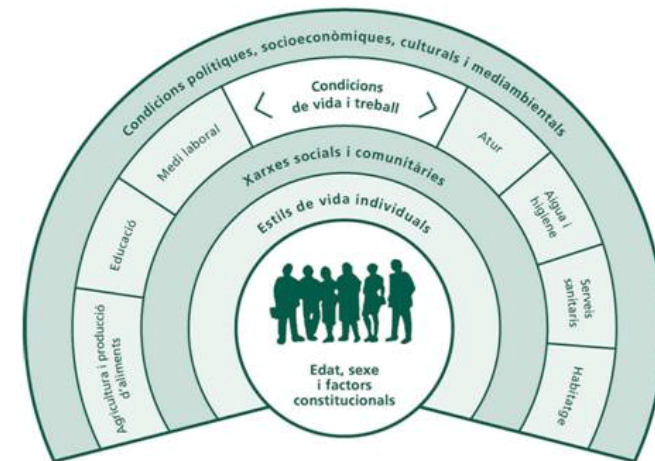 Condicions polítiques, socioeconòmiques, culturals i mediambientals
Condicions
de vida i treball
Agricultura i producció
d'aliments
Educació
Medi laboral
Atur
Aigua i
higiene
Serveis
sanitaris
Habitatge
Xarxes socials i comunitàries
Estils de vida individuals
Edat, sexe
i factors
constitucionals